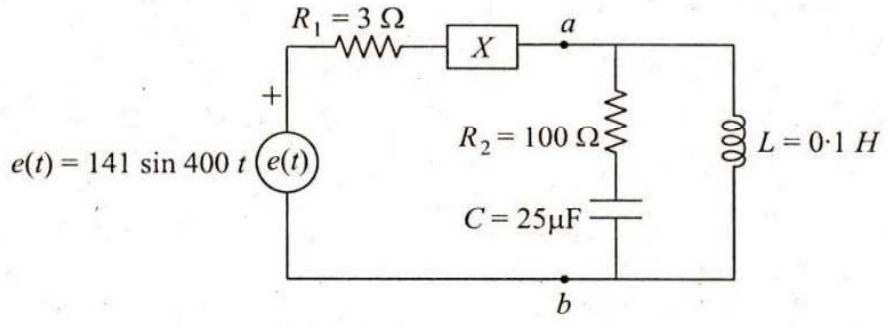 R₁ = 3 Ω
X
a
+
R₂ = 100 Ω
L = 0·1 H
e(t) = 141 sin 400 t
e(t)
C = 25μF
b